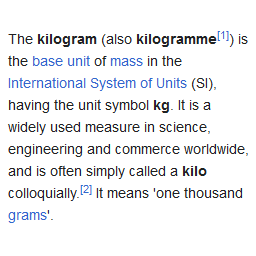 The kilogram (also kilogramme[1]) is
the base unit of mass in the
International System of Units (SI),
having the unit symbol kg. It is a
widely used measure in science,
engineering and commerce worldwide,
and is often simply called a kilo
colloquially.[2] It means 'one thousand
grams'.